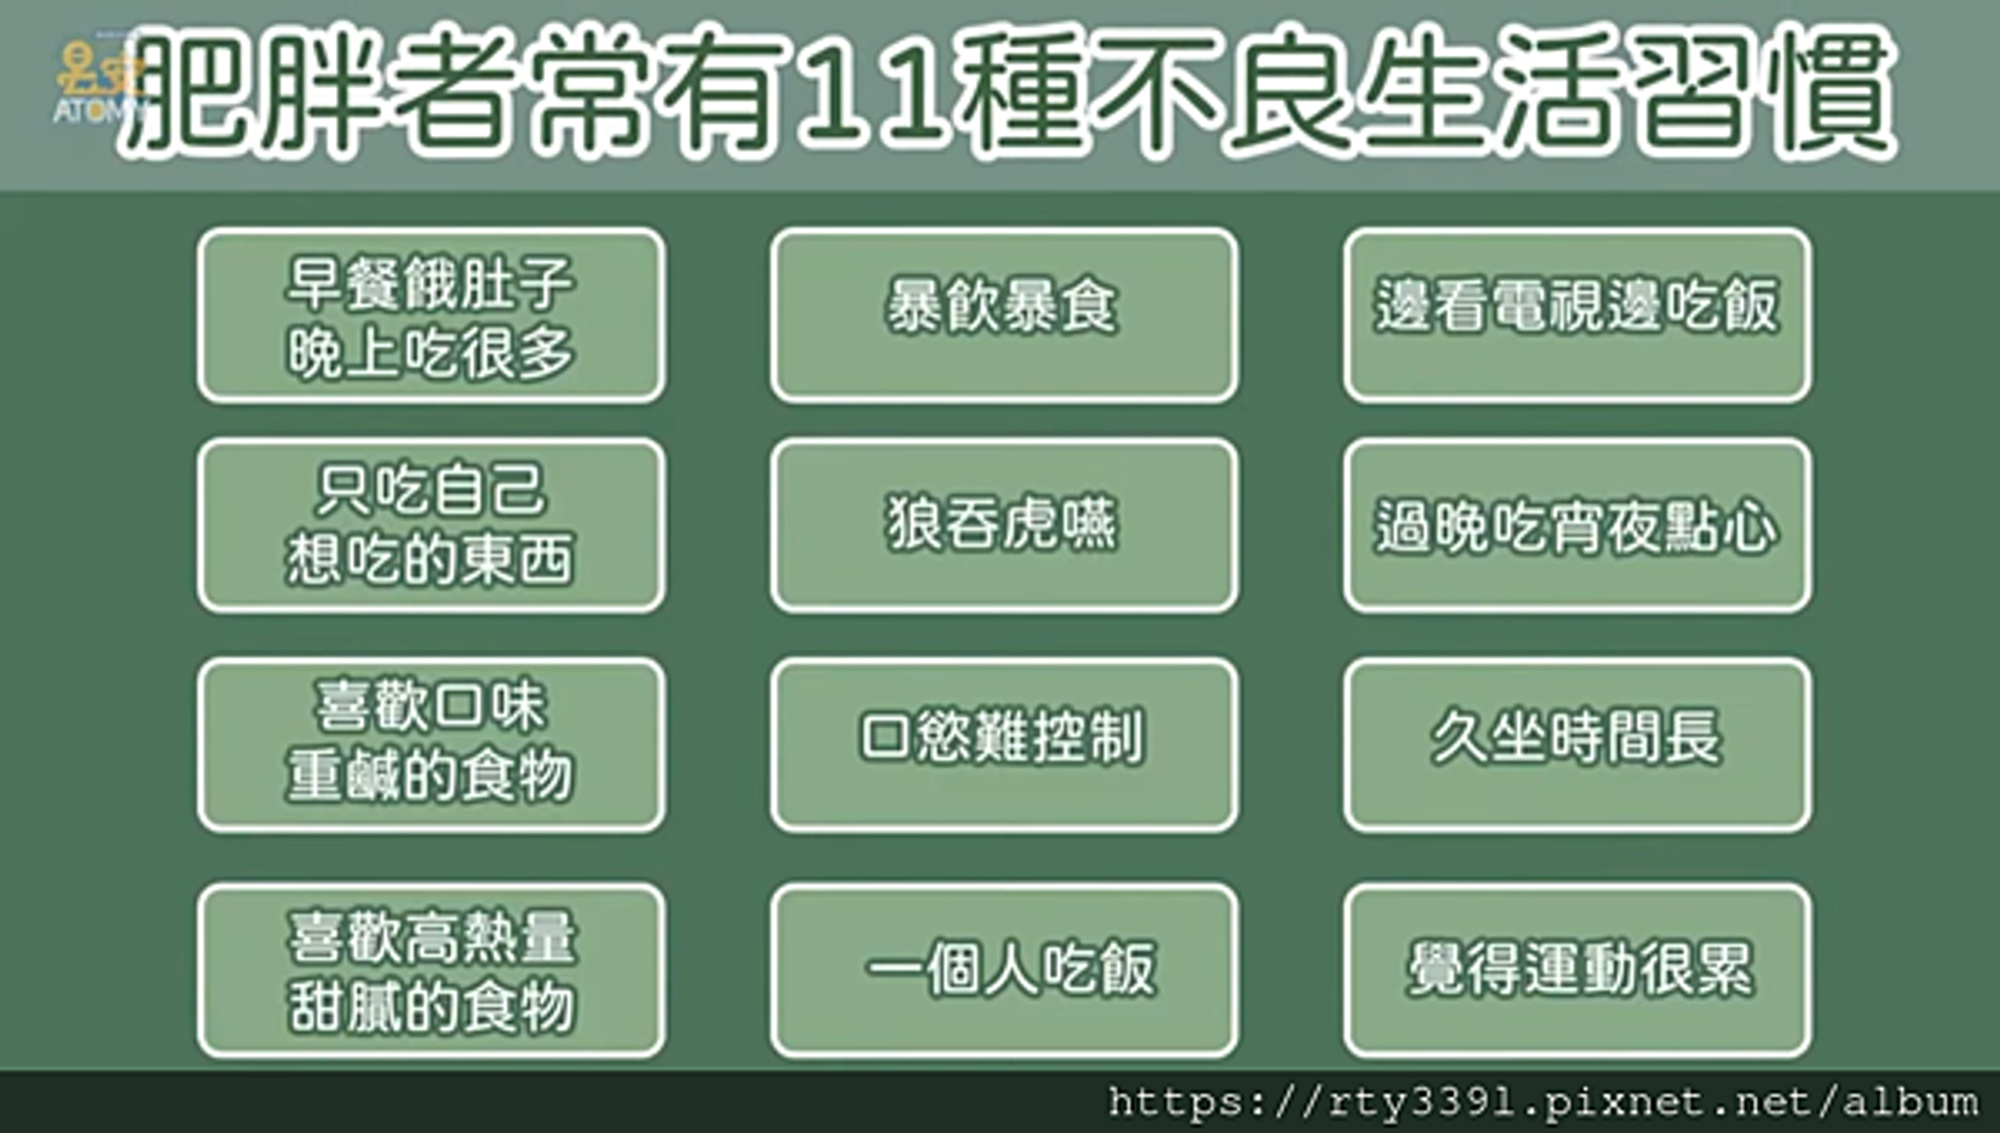 肥胖者常有11種不良生活習慣
ATOMY
早餐餓肚子
晚上吃很多
暴飲暴食
邊看電視邊吃飯
只吃自己
想吃的東西
狼吞虎嚥
過晚吃宵夜點心
喜歡口味
重鹹的食物
口慾難控制
久坐時間長
喜歡高熱量
甜膩的食物
一個人吃飯
覺得運動很累
https://rty3391.pixnet.net/album